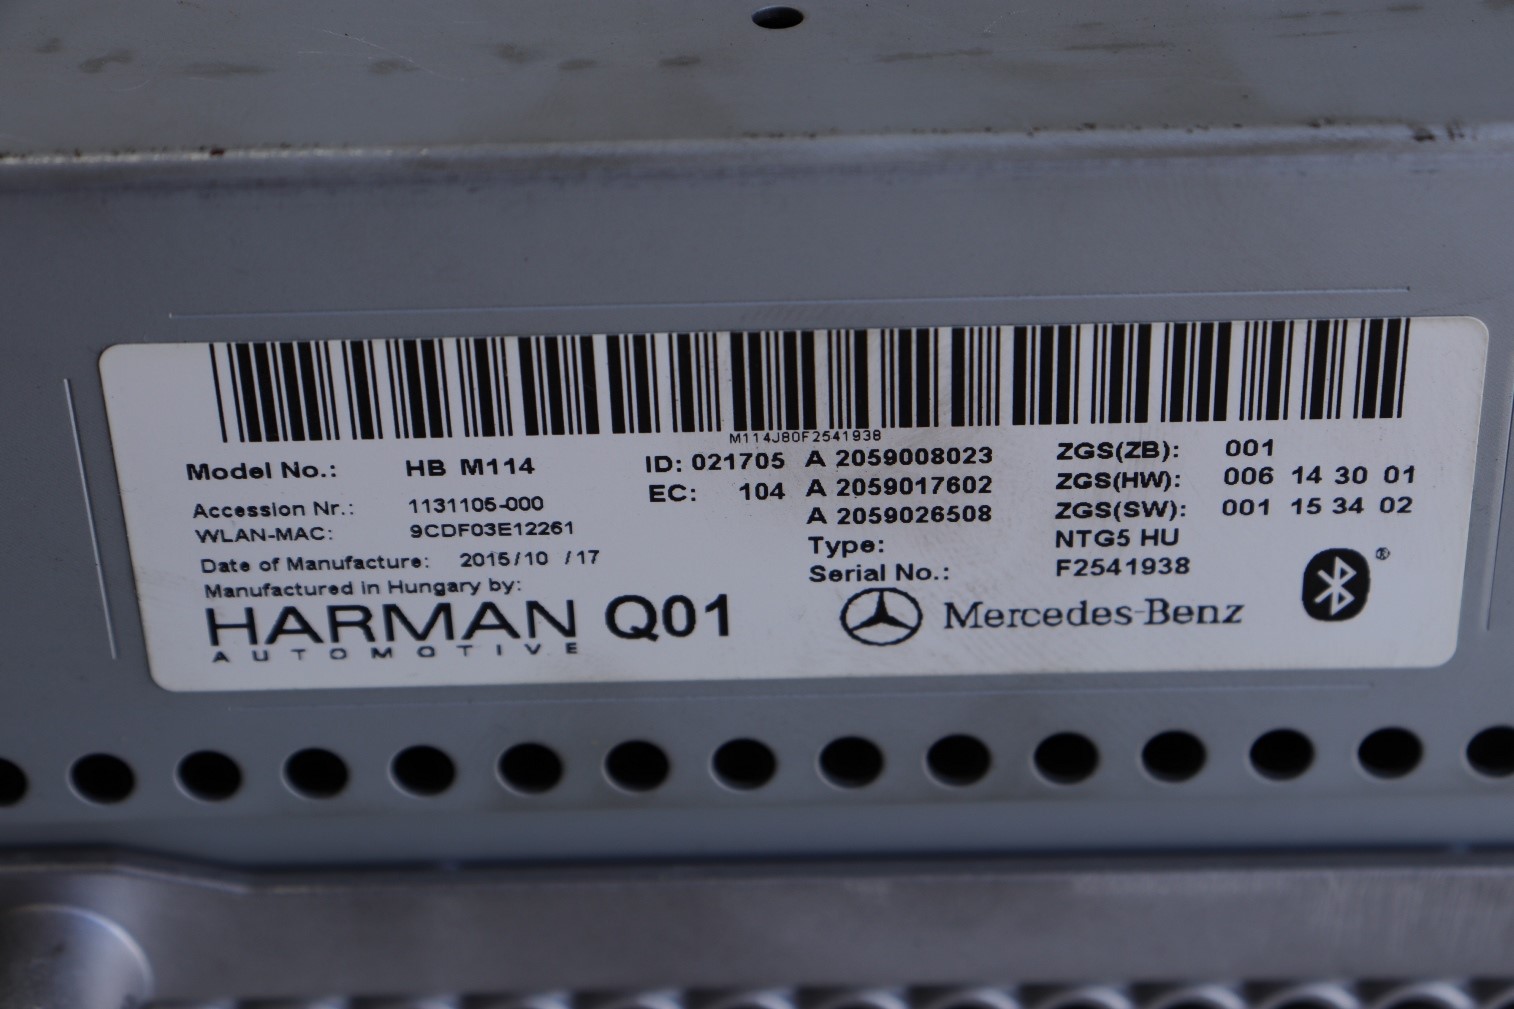 M114J80F2541938
Model No.: HB M114 ID: 021705 A 2059008023 ZGS(ZB): 001
EC: 104 A 2059017602 ZGS(HW): 006 14 30 01
Accession Nr.: 1131105-000 A 2059026508 ZGS(SW): 001 15 34 02
WLAN-MAC: 9CDF03E12261 Type: NTG5 HU
Date of Manufacture: 2015/10 /17 Serial No.: F2541938
Manufactured in Hungary by:
HARMAN Q01 Mercedes-Benz ®
AUTOMOTIVE